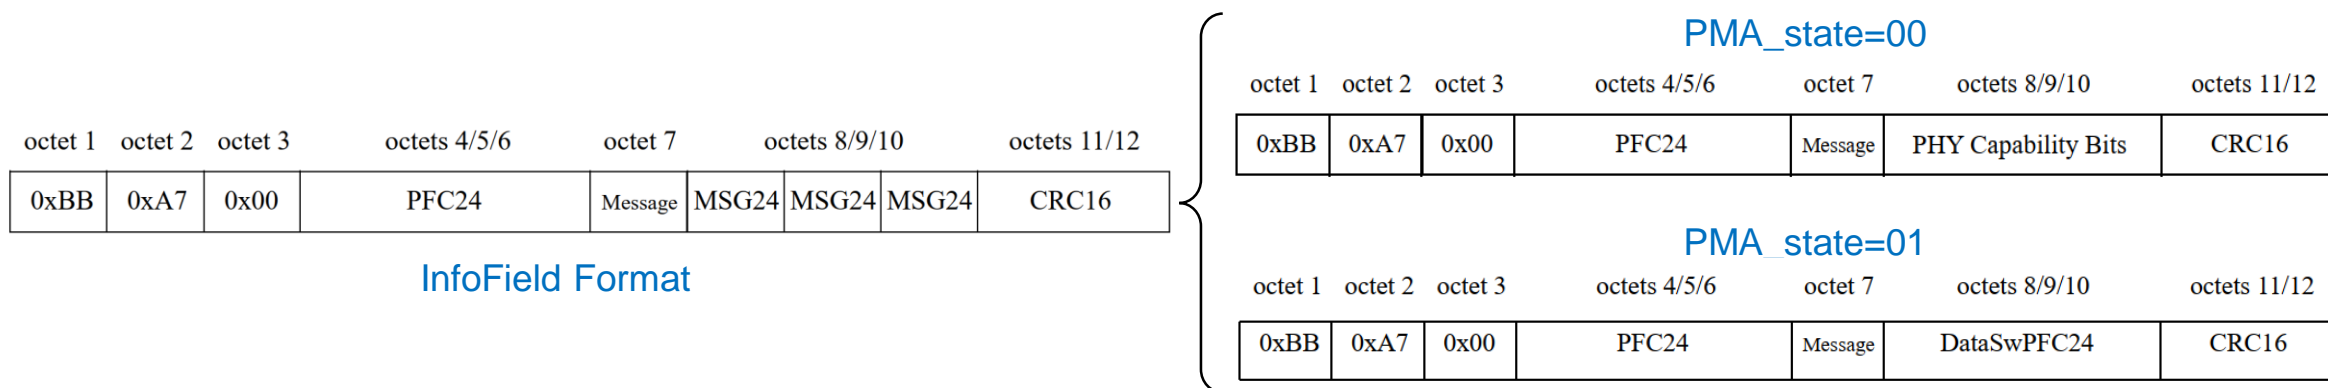 octet 1 octet 2 octet 3 octets 4/5/6 octet 7 octets 8/9/10 octets 11/12
0xBB 0xA7 0x00 PFC24 Message MSG24 MSG24 MSG24 CRC16
InfoField Format
PMA_state=00
octet 1 octet 2 octet 3 octets 4/5/6 octet 7 octets 8/9/10 octets 11/12
0xBB 0xA7 0x00 PFC24 Message PHY Capability Bits CRC16
PMA_state=01
octet 1 octet 2 octet 3 octets 4/5/6 octet 7 octets 8/9/10 octets 11/12
0xBB 0xA7 0x00 PFC24 Message DataSwPFC24 CRC16